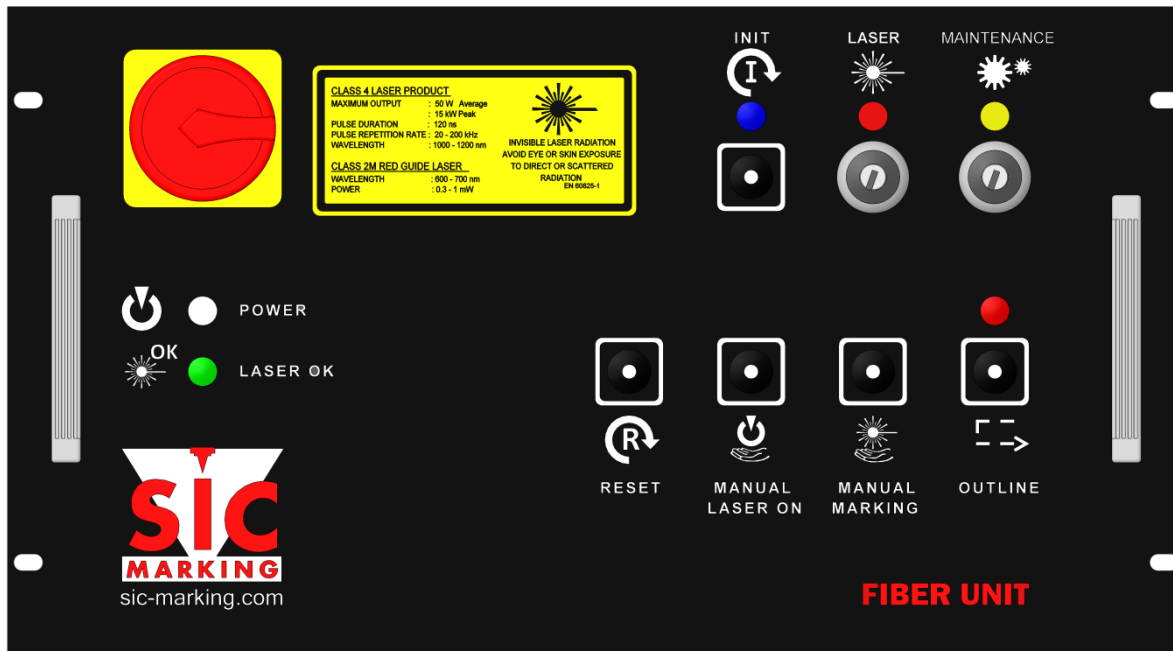 INIT
LASER
MAINTENANCE
I
CLASS 4 LASER PRODUCT
MAXIMUM OUTPUT : 50 W Average
: 15 kW Peak
PULSE DURATION : 120 ns
PULSE REPETITION RATE : 20 - 200 kHz
WAVELENGTH : 1000 - 1200 nm
CLASS 2M RED GUIDE LASER
WAVELENGTH : 600 - 700 nm
POWER : 0.3 - 1 mW
INVISIBLE LASER RADIATION
AVOID EYE OR SKIN EXPOSURE
TO DIRECT OR SCATTERED
RADIATION
EN 60825-1
POWER
OK
LASER OK
R
RESET
MANUAL
LASER ON
MANUAL
MARKING
OUTLINE
SIC
MARKING
sic-marking.com
FIBER UNIT